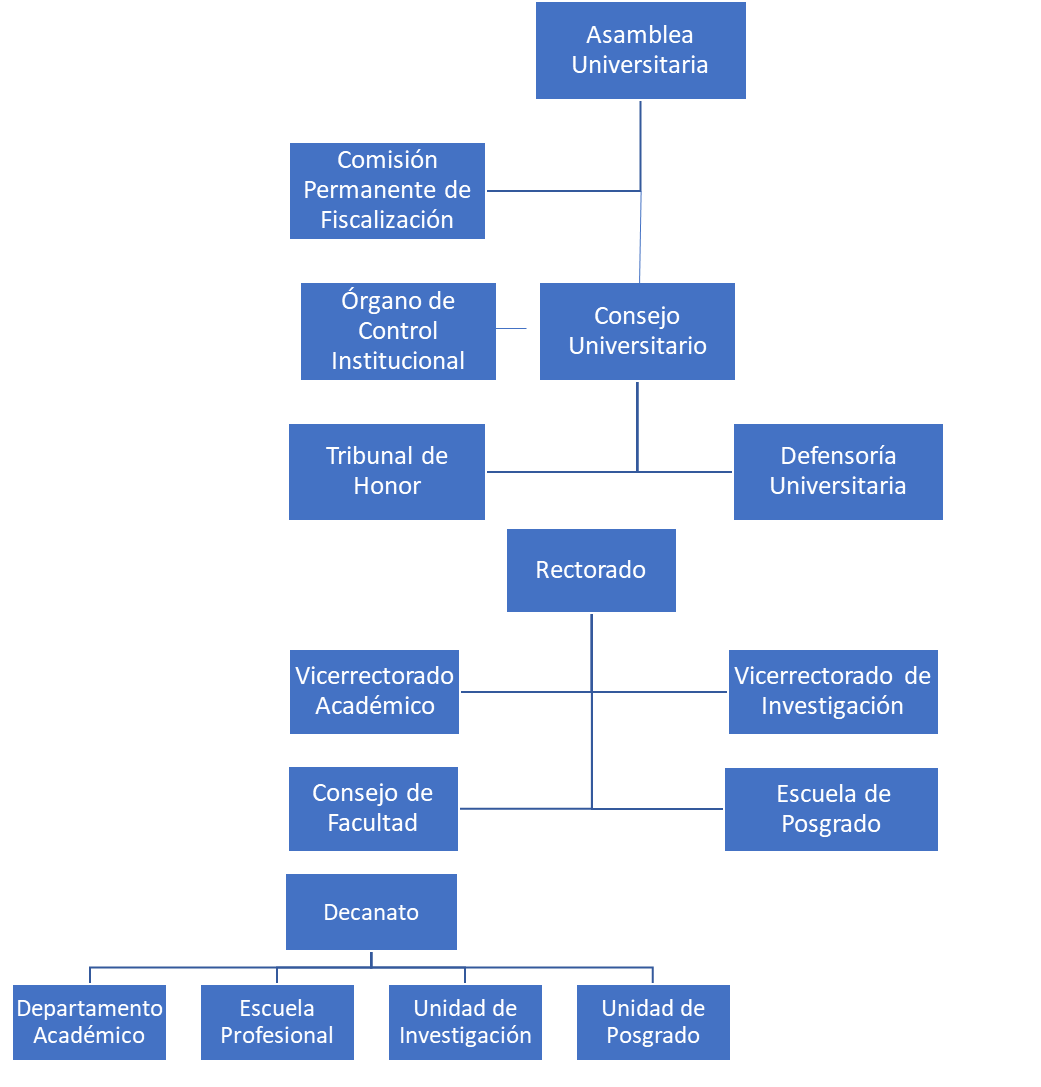 Asamblea
Universitaria
Comisión
Permanente de
Fiscalización
Órgano de
Control
Institucional
Consejo
Universitario
Tribunal de
Honor
Defensoría
Universitaria
Rectorado
Vicerrectorado
Académico
Vicerrectorado de
Investigación
Consejo de
Facultad
Escuela de
Posgrado
Decanato
Departamento
Académico
Escuela
Profesional
Unidad de
Investigación
Unidad de
Posgrado